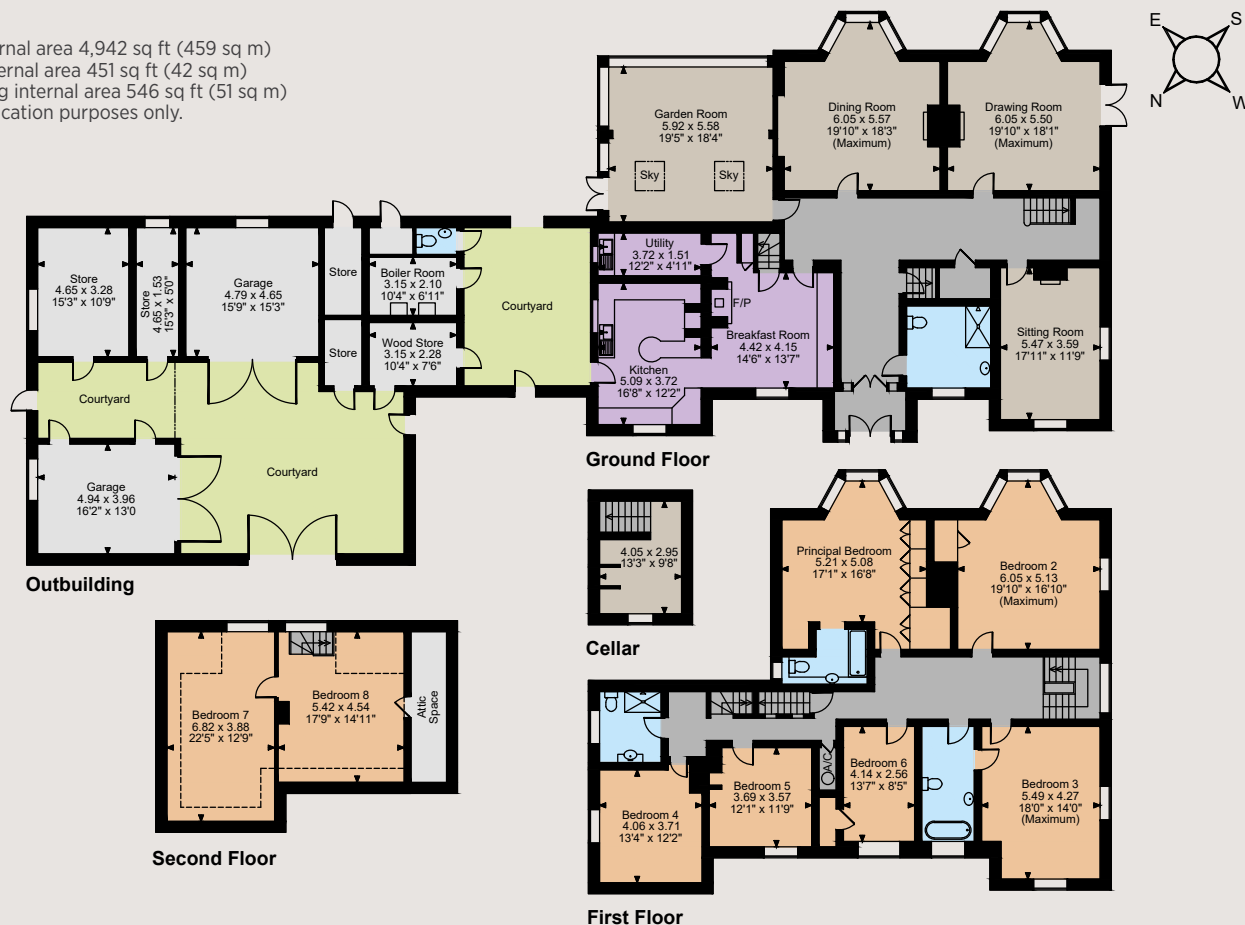 rnal area 4,942 sq ft (459 sq m)
ernal area 451 sq ft (42 sq m)
g internal area 546 sq ft (51 sq m)
cation purposes only.
E
S
N
W
Garden Room
5.92 x 5.58
19'5" x 18'4"
Sky
Sky
Dining Room
6.05 x 5.57
19'10" x 18'3"
(Maximum)
Drawing Room
6.05 x 5.50
19'10" x 18'1"
(Maximum)
Store
4.65 x 3.28
15'3" x 10'9"
Store
4.65 x 1.53
15'3" x 5'0"
Garage
4.79 x 4.65
15'9" x 15'3"
Store
Boiler Room
3.15 x 2.10
10'4" x 6'11"
Store
Wood Store
3.15 x 2.28
10'4" x 7'6"
Courtyard
Utility
3.72 x 1.51
12'2" x 4'11"
F/P
Breakfast Room
4.42 x 4.15
14'6" x 13'7"
Kitchen
5.09 x 3.72
16'8" x 12'2"
Sitting Room
5.47 x 3.59
17'11" x 11'9"
Courtyard
Courtyard
Garage
4.94 x 3.96
16'2" x 13'0
Ground Floor
Outbuilding
4.05 x 2.95
13'3" x 9'8"
Cellar
Principal Bedroom
5.21 x 5.08
17'1" x 16'8"
Bedroom 2
6.05 x 5.13
19'10" x 16'10"
(Maximum)
Bedroom 7
6.82 x 3.88
22'5" x 12'9"
Bedroom 8
5.42 x 4.54
17'9" x 14'11"
Attic
Space
Second Floor
Bedroom 4
4.06 x 3.71
13'4" x 12'2"
Bedroom 5
3.69 x 3.57
12'1" x 11'9"
A/C
Bedroom 6
4.14 x 2.56
13'7" x 8'5"
Bedroom 3
5.49 x 4.27
18'0" x 14'0"
(Maximum)
First Floor